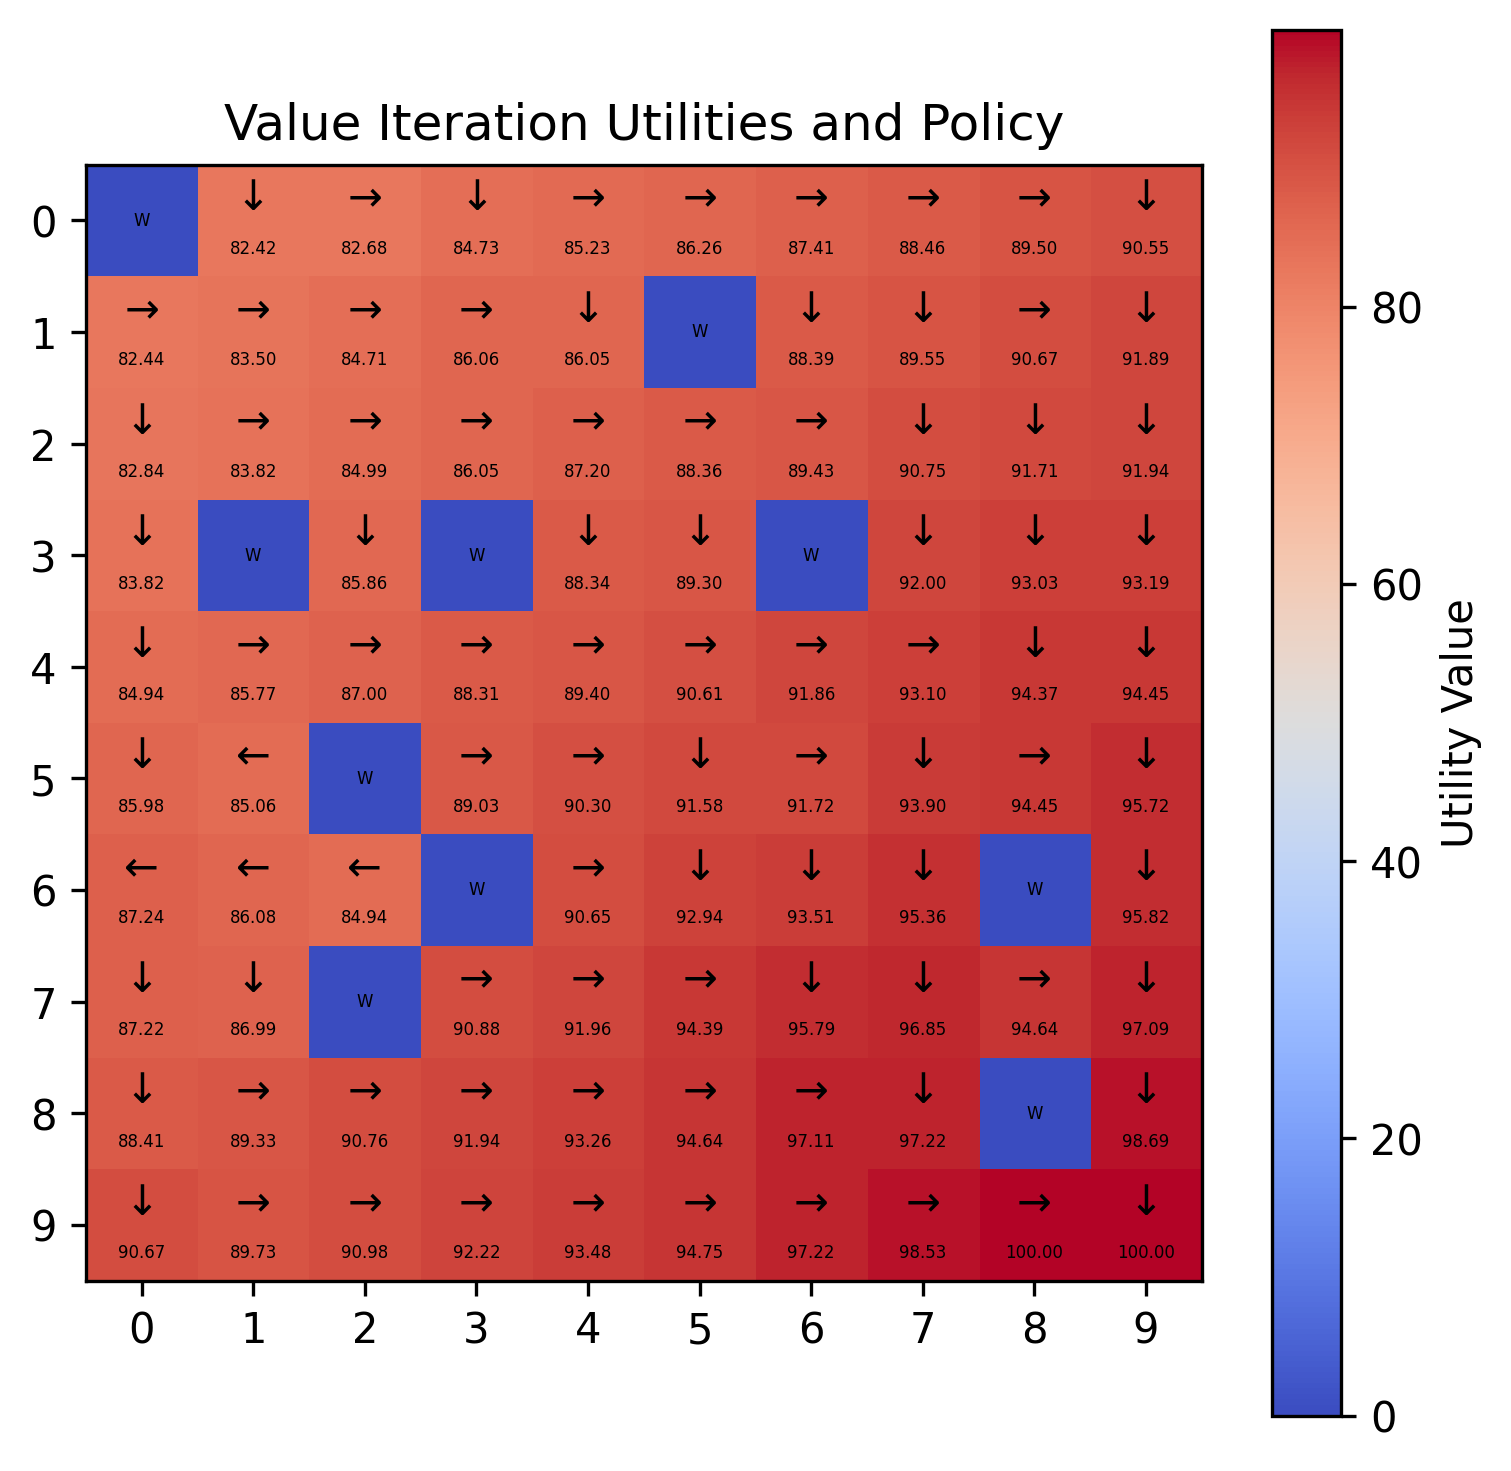 Value Iteration Utilities and Policy
0 W ↓ → ↓ → → → → → ↓
82.42 82.68 84.73 85.23 86.26 87.41 88.46 89.50 90.55
1 → → → → ↓ W ↓ ↓ → ↓
82.44 83.50 84.71 86.06 86.05 88.39 89.55 90.67 91.89
2 ↓ → → → → → → ↓ ↓ ↓
82.84 83.82 84.99 86.05 87.20 88.36 89.43 90.75 91.71 91.94
3 ↓ W ↓ W ↓ ↓ W ↓ ↓ ↓
83.82 85.86 88.34 89.30 92.00 93.03 93.19
4 ↓ → → → → → → → ↓ ↓
84.94 85.77 87.00 88.31 89.40 90.61 91.86 93.10 94.37 94.45
5 ↓ ← W → → ↓ → ↓ → ↓
85.98 85.06 89.03 90.30 91.58 91.72 93.90 94.45 95.72
6 ← ← ← W → ↓ ↓ ↓ W ↓
87.24 86.08 84.94 90.65 92.94 93.51 95.36 95.82
7 ↓ ↓ W → → → ↓ ↓ → ↓
87.22 86.99 90.88 91.96 94.39 95.79 96.85 94.64 97.09
8 ↓ → → → → → → ↓ W ↓
88.41 89.33 90.76 91.94 93.26 94.64 97.11 97.22 98.69
9 ↓ → → → → → → → → ↓
90.67 89.73 90.98 92.22 93.48 94.75 97.22 98.53 100.00 100.00
0 1 2 3 4 5 6 7 8 9
80
60
40
20
0
Utility Value